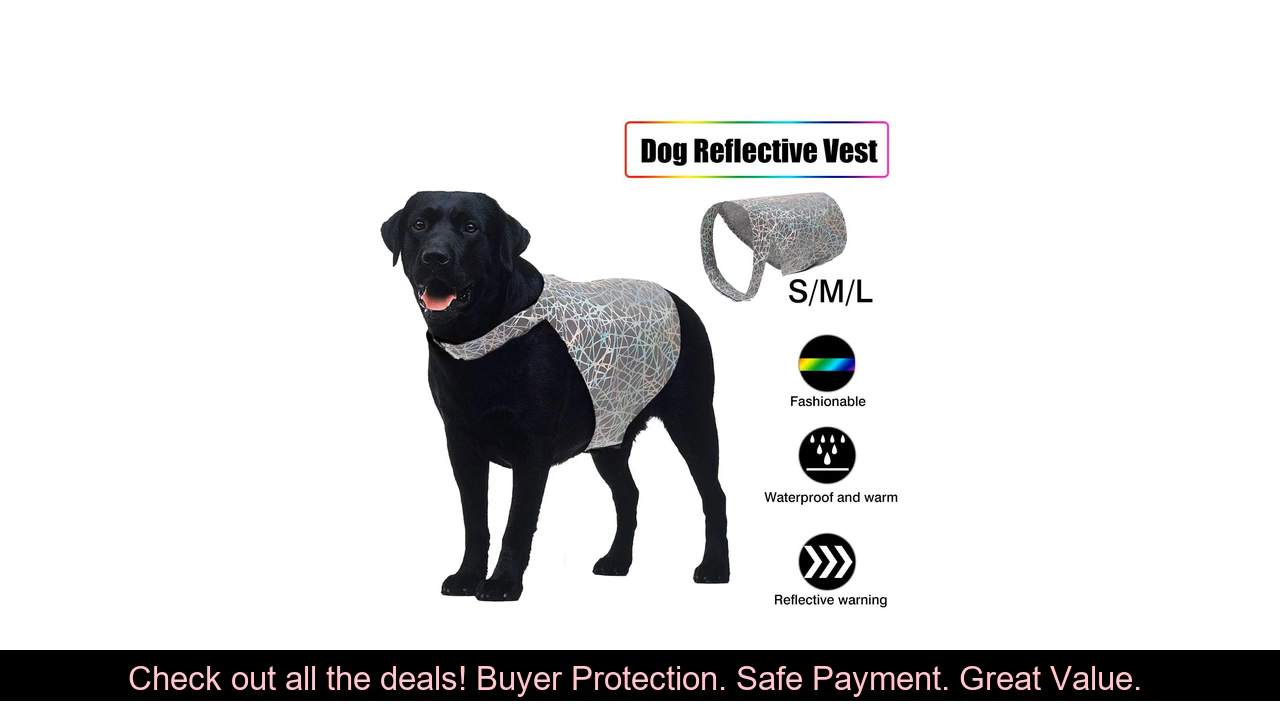 Dog Reflective Vest
S/M/L
Fashionable
Waterproof and warm
Reflective warning
Check out all the deals! Buyer Protection. Safe Payment. Great Value.